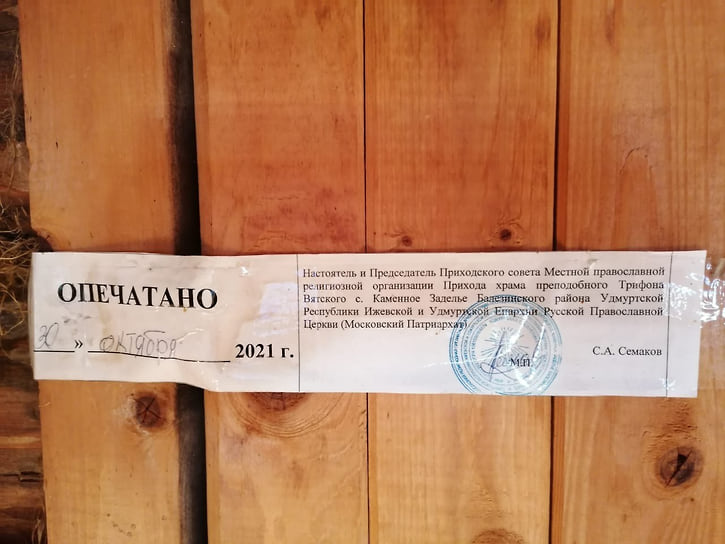 ОПЕЧАТАНО
30 » октября 2021 г.
Настоятель и Председатель Приходского совета Местной православной
религиозной организации Прихода храма преподобного Трифона
Вятского с. Каменное Заделье Балезинского района Удмуртской
Республики Ижевской и Удмуртской Епархии Русской Православной
Церкви (Московский Патриархат)
М.П.
С.А. Семаков